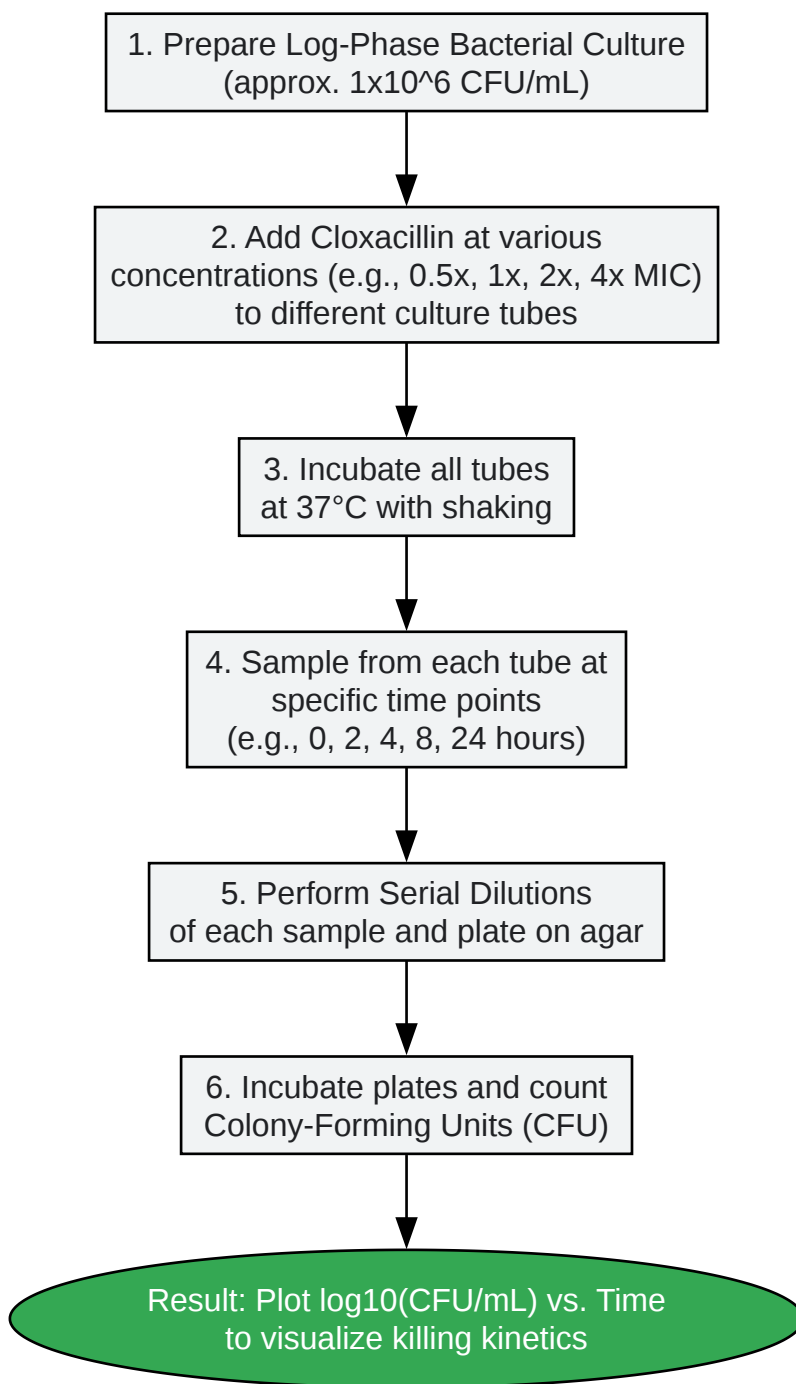 1. Prepare Log-Phase Bacterial Culture
(approx. 1x10^6 CFU/mL)
2. Add Cloxacillin at various
concentrations (e.g., 0.5x, 1x, 2x, 4x MIC)
to different culture tubes
3. Incubate all tubes
at 37°C with shaking
4. Sample from each tube at
specific time points
(e.g., 0, 2, 4, 8, 24 hours)
5. Perform Serial Dilutions
of each sample and plate on agar
6. Incubate plates and count
Colony-Forming Units (CFU)
Result: Plot log10(CFU/mL) vs. Time
to visualize killing kinetics